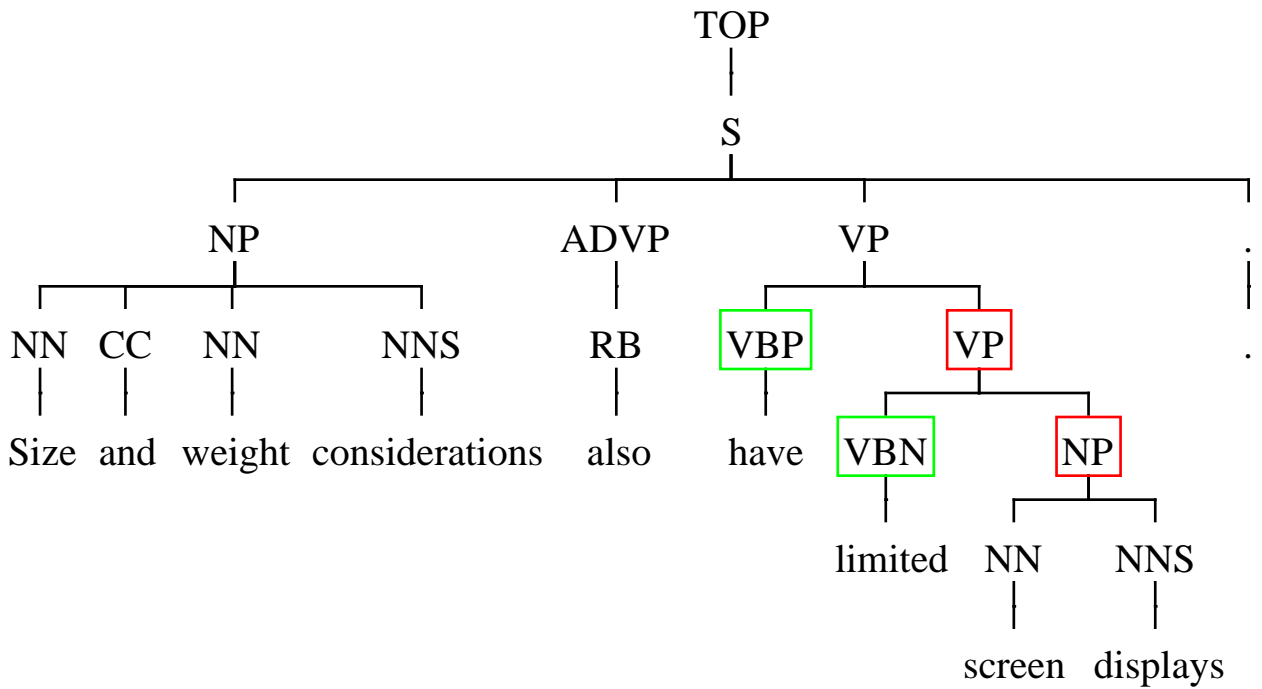 TOP
S
NP ADVP VP .
NN CC NN NNS RB VBP VP .
Size and weight considerations also have VBN NP
limited NN NNS
screen displays